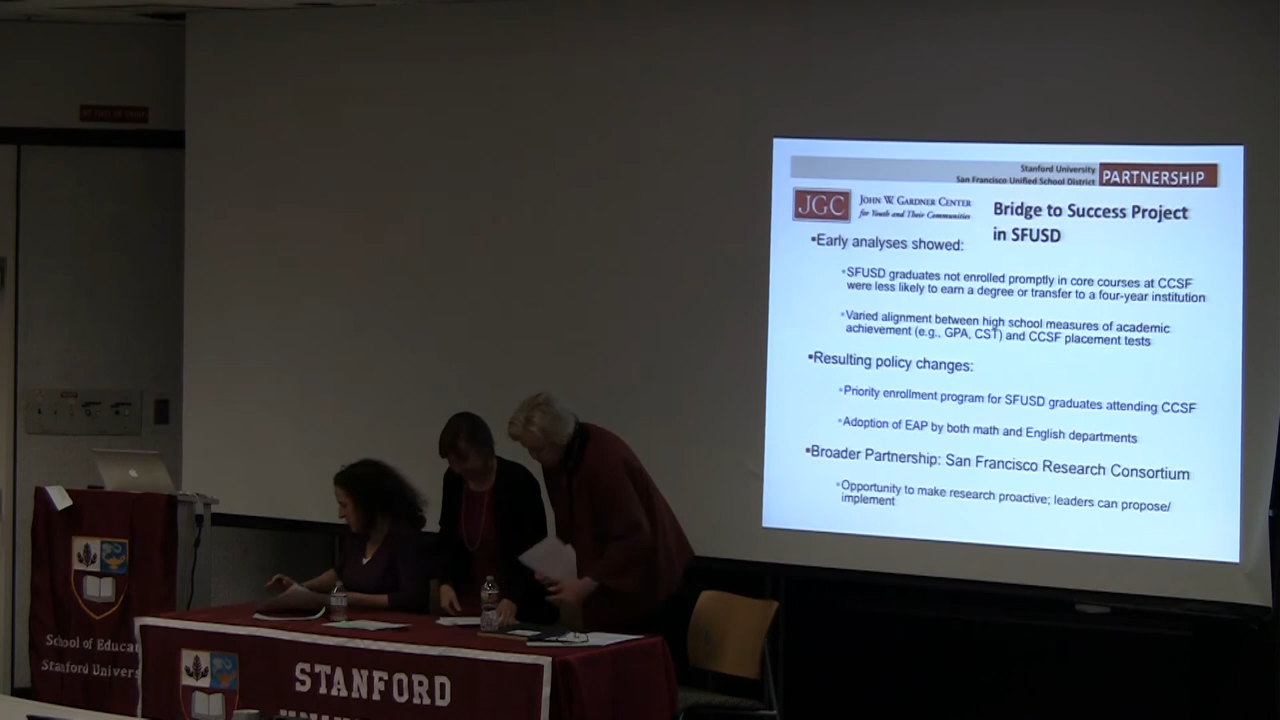 Stanford University
San Francisco Unified School District
PARTNERSHIP
JGC
JOHN W. GARDNER CENTER
for Youth and Their Communities
Bridge to Success Project
in SFUSD
▪Early analyses showed:
▪SFUSD graduates not enrolled promptly in core courses at CCSF
were less likely to earn a degree or transfer to a four-year institution
▪Varied alignment between high school measures of academic
achievement (e.g., GPA, CST) and CCSF placement tests
▪Resulting policy changes:
▪Priority enrollment program for SFUSD graduates attending CCSF
▪Adoption of EAP by both math and English departments
▪Broader Partnership: San Francisco Research Consortium
▪Opportunity to make research proactive; leaders can propose/
implement
School of Educat
Stanford Univers
STANFORD